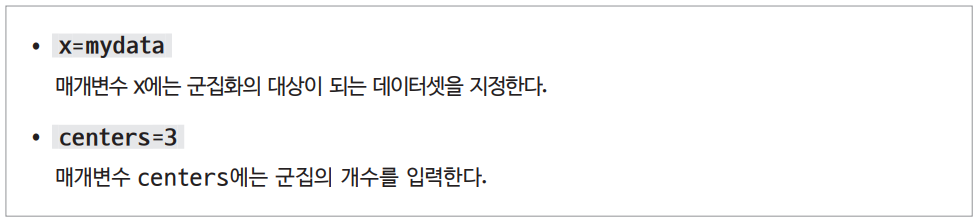 • x=mydata
매개변수 x에는 군집화의 대상이 되는 데이터셋을 지정한다.
• centers=3
매개변수 centers에는 군집의 개수를 입력한다.